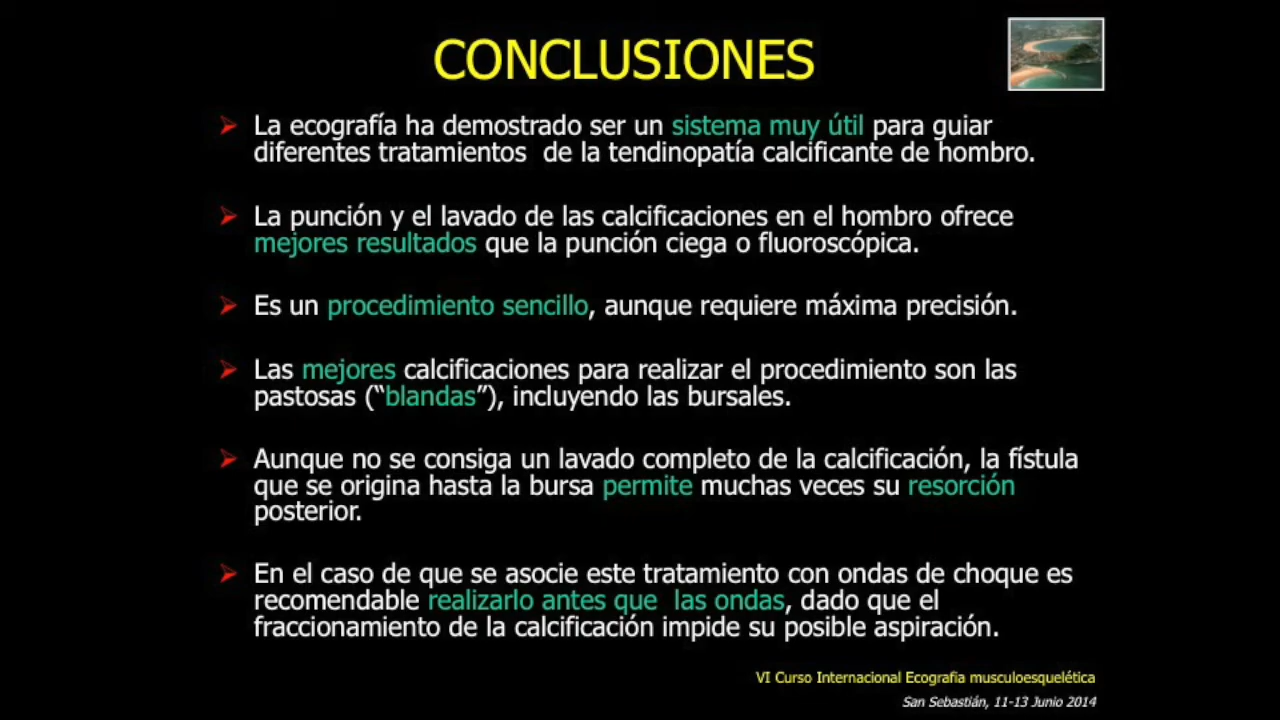 CONCLUSIONES
La ecografía ha demostrado ser un sistema muy útil para guiar
diferentes tratamientos de la tendinopatía calcificante de hombro.
La punción y el lavado de las calcificaciones en el hombro ofrece
mejores resultados que la punción ciega o fluoroscópica.
Es un procedimiento sencillo, aunque requiere máxima precisión.
Las mejores calcificaciones para realizar el procedimiento son las
pastosas (“blandas”), incluyendo las bursales.
Aunque no se consiga un lavado completo de la calcificación, la fístula
que se origina hasta la bursa permite muchas veces su resorción
posterior.
En el caso de que se asocie este tratamiento con ondas de choque es
recomendable realizarlo antes que las ondas, dado que el
fraccionamiento de la calcificación impide su posible aspiración.
VI Curso Internacional Ecografia musculoesquelética
San Sebastián, 11-13 Junio 2014